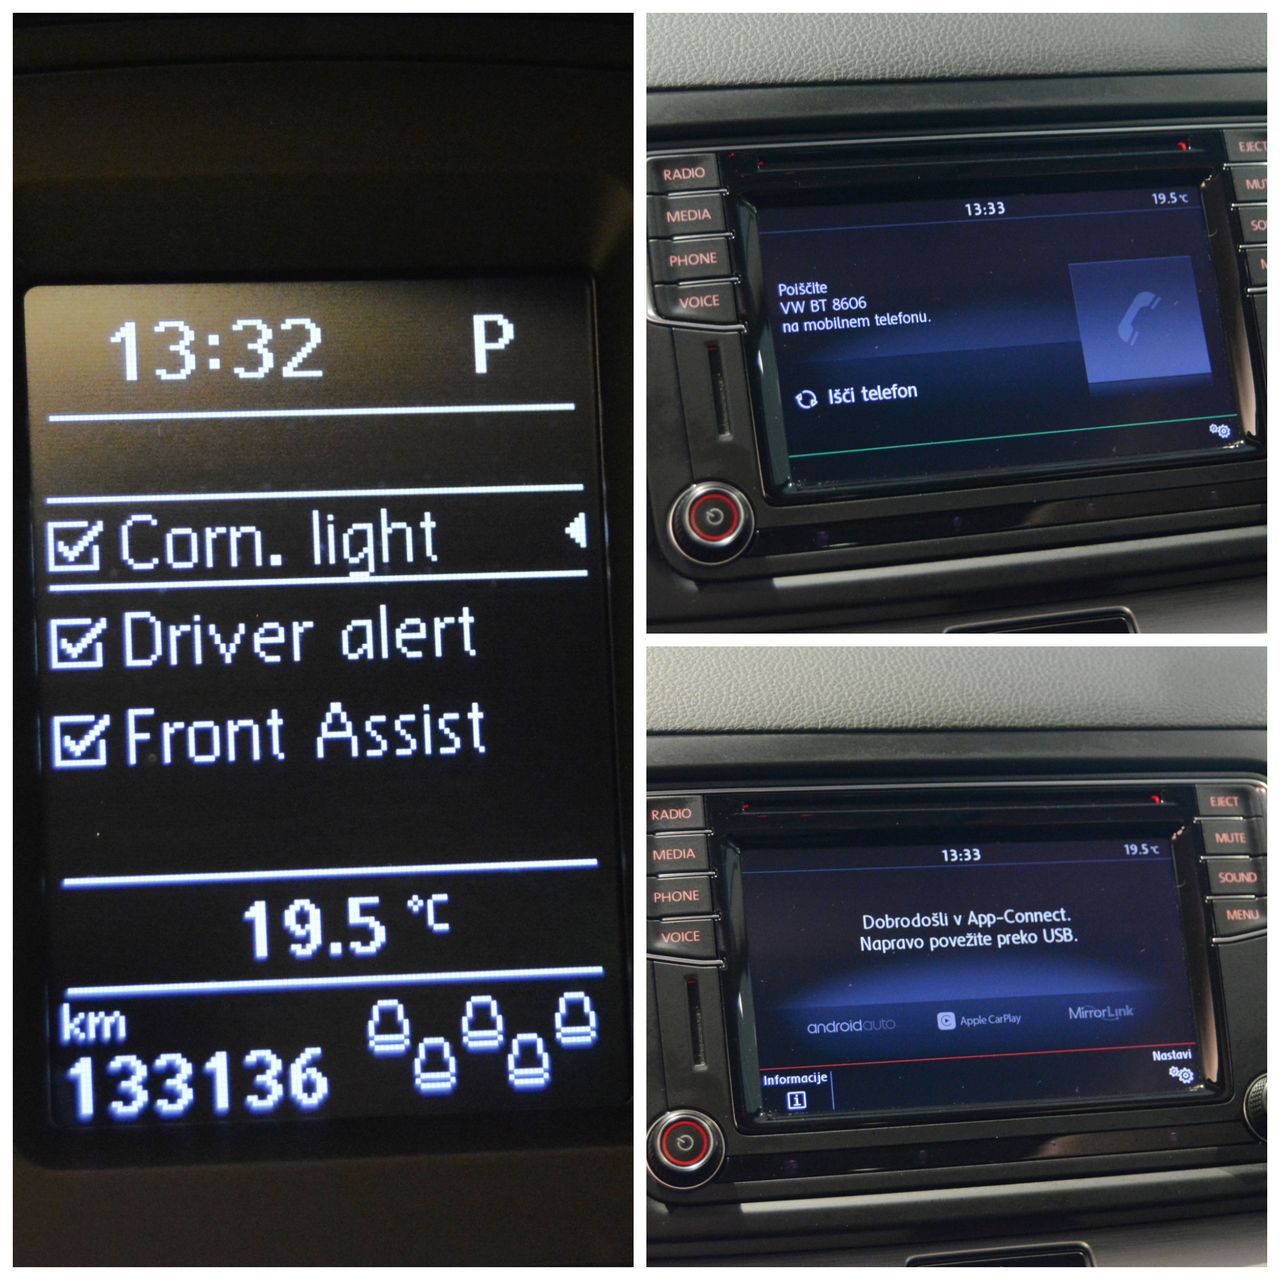 13:32 P
Corn. light
Driver alert
Front Assist
19.5 °C
km
133136
RADIO
MEDIA
PHONE
VOICE
EJECT
13:33 19.5°C
Poiščite
VW BT 8606
na mobilnem telefonu.
Išči telefon
RADIO
MEDIA
PHONE
VOICE
EJECT
MUTE
SOUND
MENU
13:33 19.5°C
Dobrodošli v App-Connect.
Napravo povežite preko USB.
androidauto Apple CarPlay MirrorLink
Informacije
Nastavi